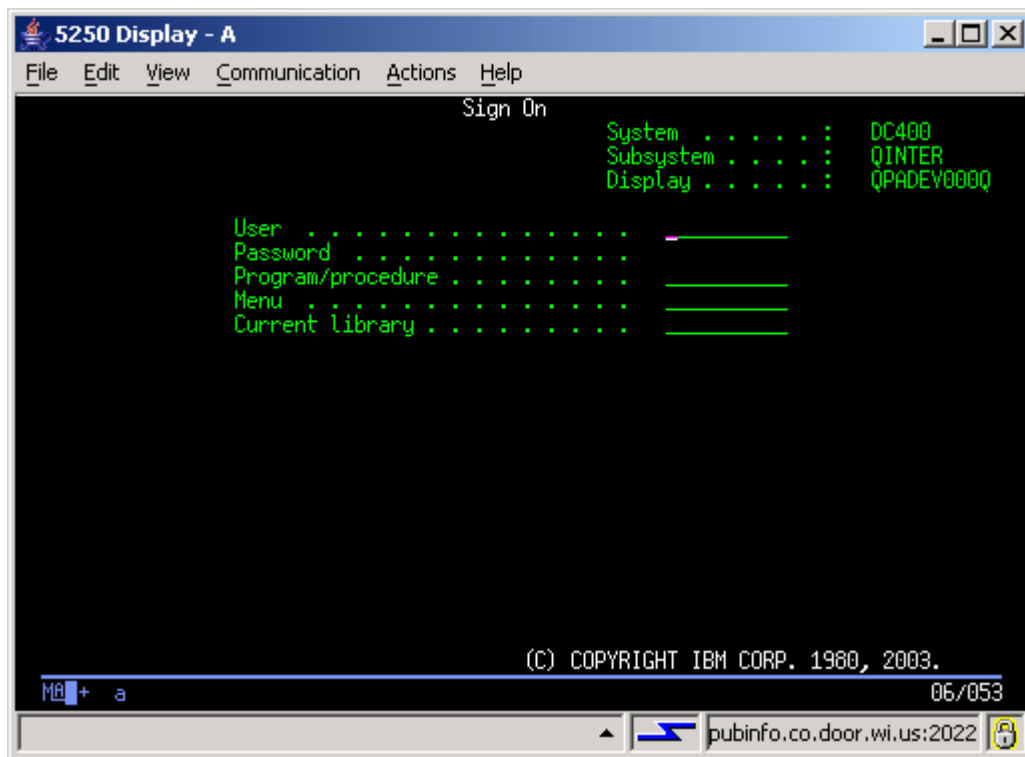 5250 Display - A
File Edit View Communication Actions Help
Sign On
System . . . . . : DC400
Subsystem . . . . : QINTER
Display . . . . . : QPADEV000Q
User . . . . . . . . . . . . . .
Password . . . . . . . . . . . .
Program/procedure . . . . . . . .
Menu . . . . . . . . . . . . . .
Current library . . . . . . . . .
(C) COPYRIGHT IBM CORP. 1980, 2003.
MA + a 06/053
pubinfo.co.door.wi.us:2022